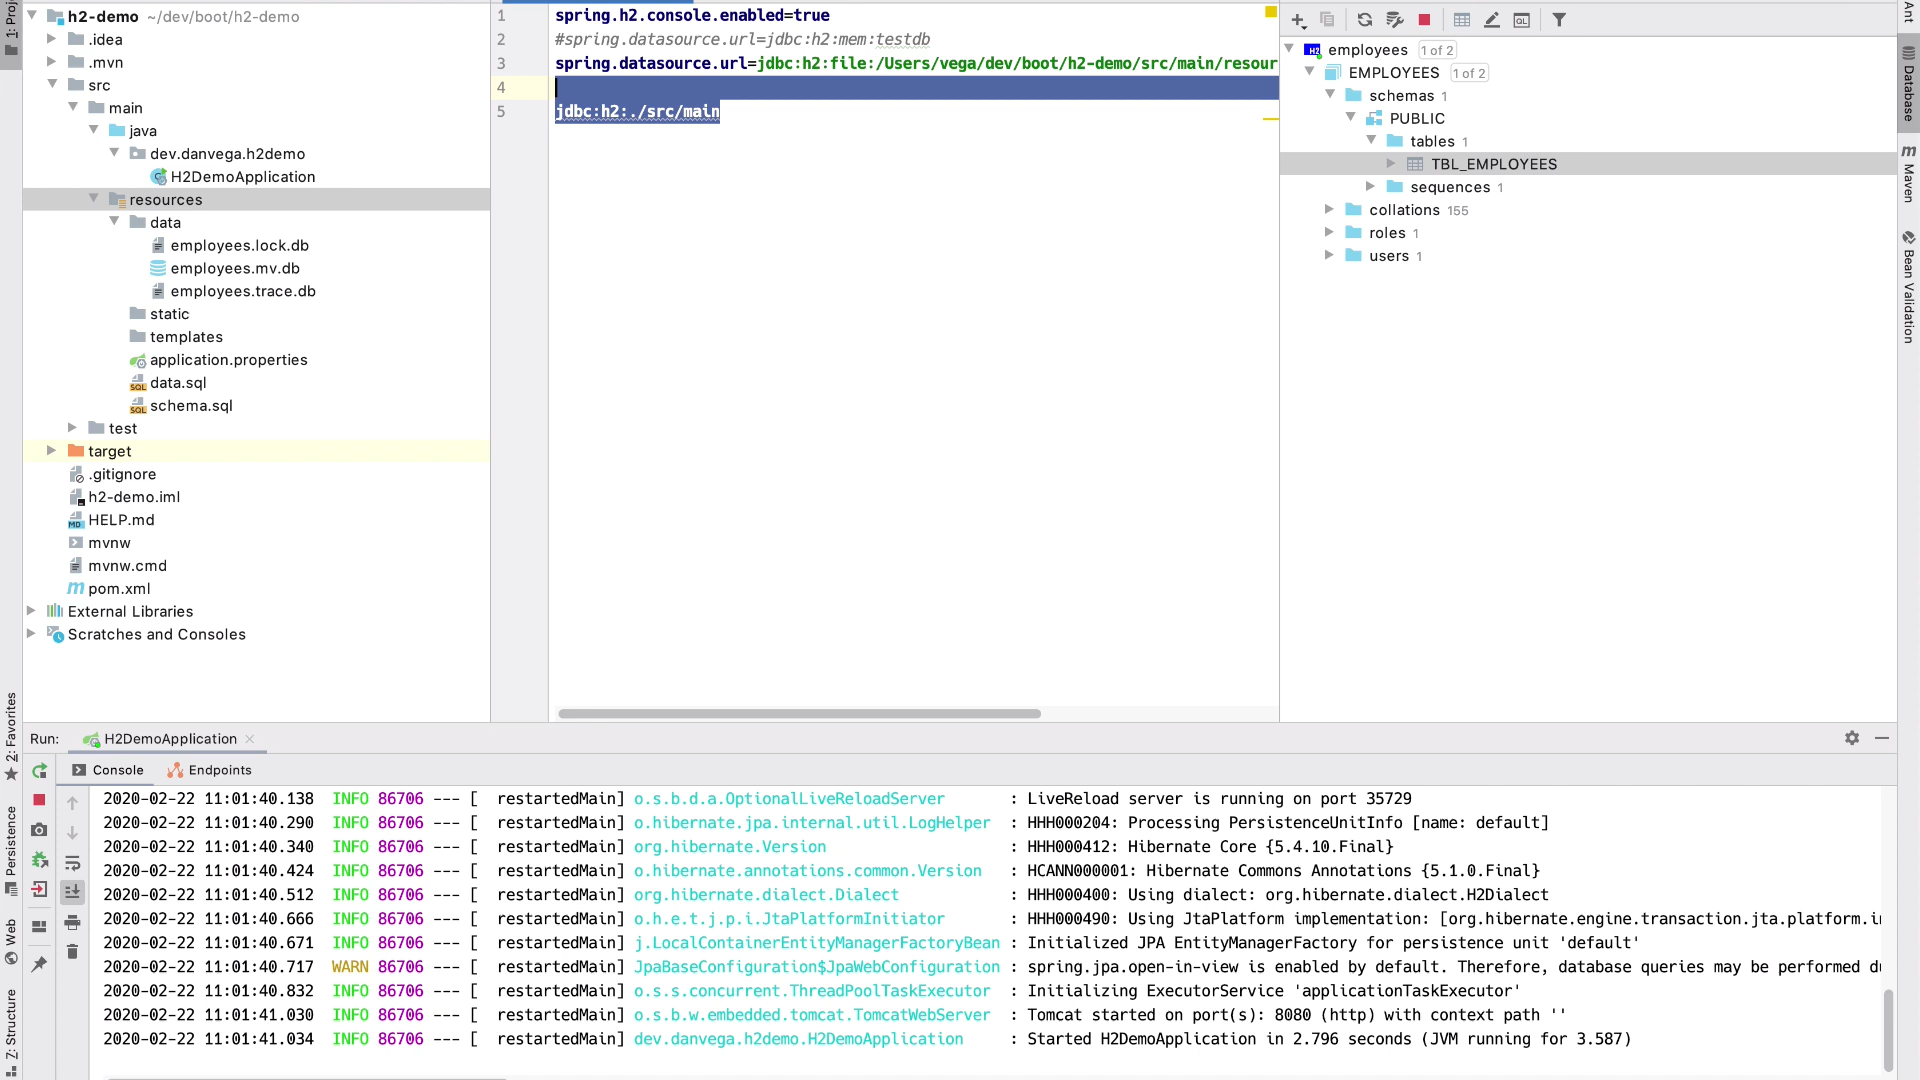 1: Proj
h2-demo ~/dev/boot/h2-demo
.idea
.mvn
src
main
java
dev.danvega.h2demo
H2DemoApplication
resources
data
employees.lock.db
employees.mv.db
employees.trace.db
static
templates
application.properties
data.sql
schema.sql
test
target
.gitignore
h2-demo.iml
HELP.md
mvnw
mvnw.cmd
pom.xml
External Libraries
Scratches and Consoles
1 spring.h2.console.enabled=true
2 #spring.datasource.url=jdbc:h2:mem:testdb
3 spring.datasource.url=jdbc:h2:file:/Users/vega/dev/boot/h2-demo/src/main/resour
4
5 jdbc:h2:./src/main
employees 1 of 2
EMPLOYEES 1 of 2
schemas 1
PUBLIC
tables 1
TBL_EMPLOYEES
sequences 1
collations 155
roles 1
users 1
Ant
Database
Maven
Bean Validation
2: Favorites
Persistence
Web
Z: Structure
Run: H2DemoApplication
Console Endpoints
2020-02-22 11:01:40.138 INFO 86706 --- [ restartedMain] o.s.b.d.a.OptionalLiveReloadServer : LiveReload server is running on port 35729
2020-02-22 11:01:40.290 INFO 86706 --- [ restartedMain] o.hibernate.jpa.internal.util.LogHelper : HHH000204: Processing PersistenceUnitInfo [name: default]
2020-02-22 11:01:40.340 INFO 86706 --- [ restartedMain] org.hibernate.Version : HHH000412: Hibernate Core {5.4.10.Final}
2020-02-22 11:01:40.424 INFO 86706 --- [ restartedMain] o.hibernate.annotations.common.Version : HCANN000001: Hibernate Commons Annotations {5.1.0.Final}
2020-02-22 11:01:40.512 INFO 86706 --- [ restartedMain] org.hibernate.dialect.Dialect : HHH000400: Using dialect: org.hibernate.dialect.H2Dialect
2020-02-22 11:01:40.666 INFO 86706 --- [ restartedMain] o.h.e.t.j.p.i.JtaPlatformInitiator : HHH000490: Using JtaPlatform implementation: [org.hibernate.engine.transaction.jta.platform.in
2020-02-22 11:01:40.671 INFO 86706 --- [ restartedMain] j.LocalContainerEntityManagerFactoryBean : Initialized JPA EntityManagerFactory for persistence unit 'default'
2020-02-22 11:01:40.717 WARN 86706 --- [ restartedMain] JpaBaseConfiguration$JpaWebConfiguration : spring.jpa.open-in-view is enabled by default. Therefore, database queries may be performed du
2020-02-22 11:01:40.832 INFO 86706 --- [ restartedMain] o.s.s.concurrent.ThreadPoolTaskExecutor : Initializing ExecutorService 'applicationTaskExecutor'
2020-02-22 11:01:41.030 INFO 86706 --- [ restartedMain] o.s.b.w.embedded.tomcat.TomcatWebServer : Tomcat started on port(s): 8080 (http) with context path ''
2020-02-22 11:01:41.034 INFO 86706 --- [ restartedMain] dev.danvega.h2demo.H2DemoApplication : Started H2DemoApplication in 2.796 seconds (JVM running for 3.587)